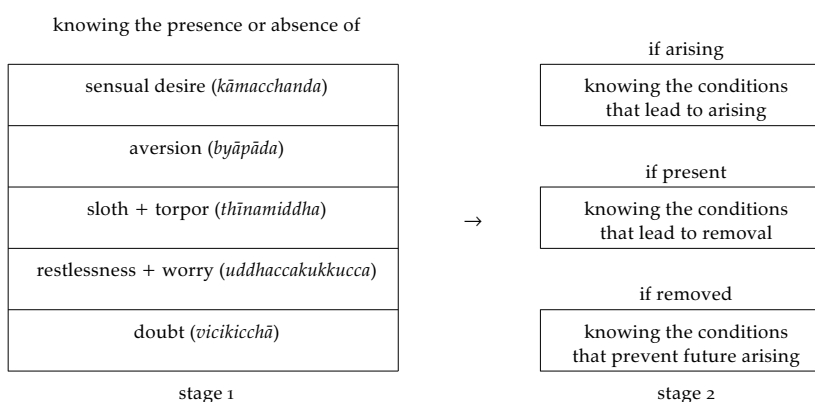 knowing the presence or absence of
sensual desire (kāmacchanda)
aversion (byāpāda)
sloth + torpor (thīnamiddha)
restlessness + worry (uddhaccakukkucca)
doubt (vicikicchā)
stage 1
→
if arising
knowing the conditions
that lead to arising
if present
knowing the conditions
that lead to removal
if removed
knowing the conditions
that prevent future arising
stage 2